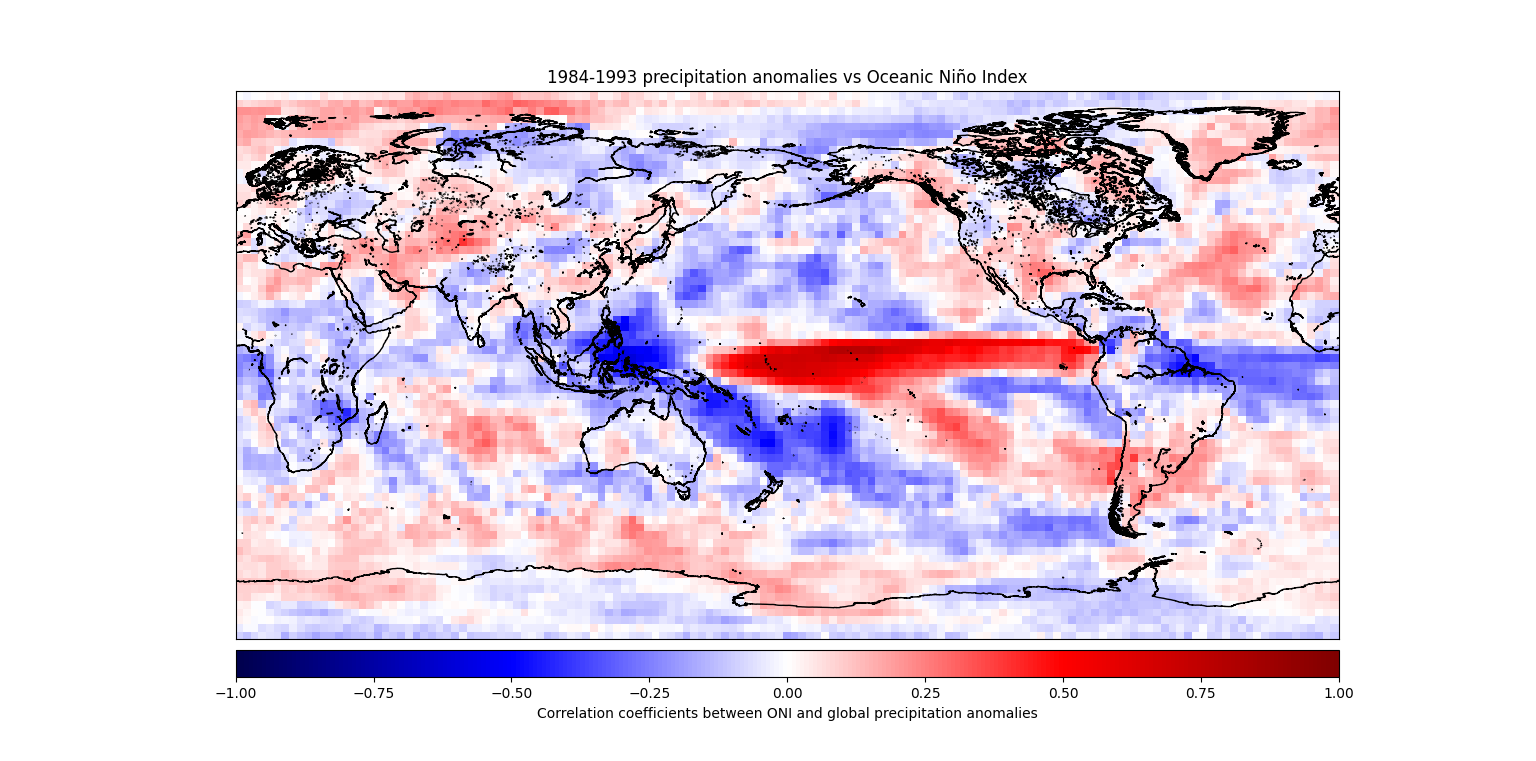 1984-1993 precipitation anomalies vs Oceanic Niño Index
−1.00 −0.75 −0.50 −0.25 0.00 0.25 0.50 0.75 1.00
Correlation coefficients between ONI and global precipitation anomalies